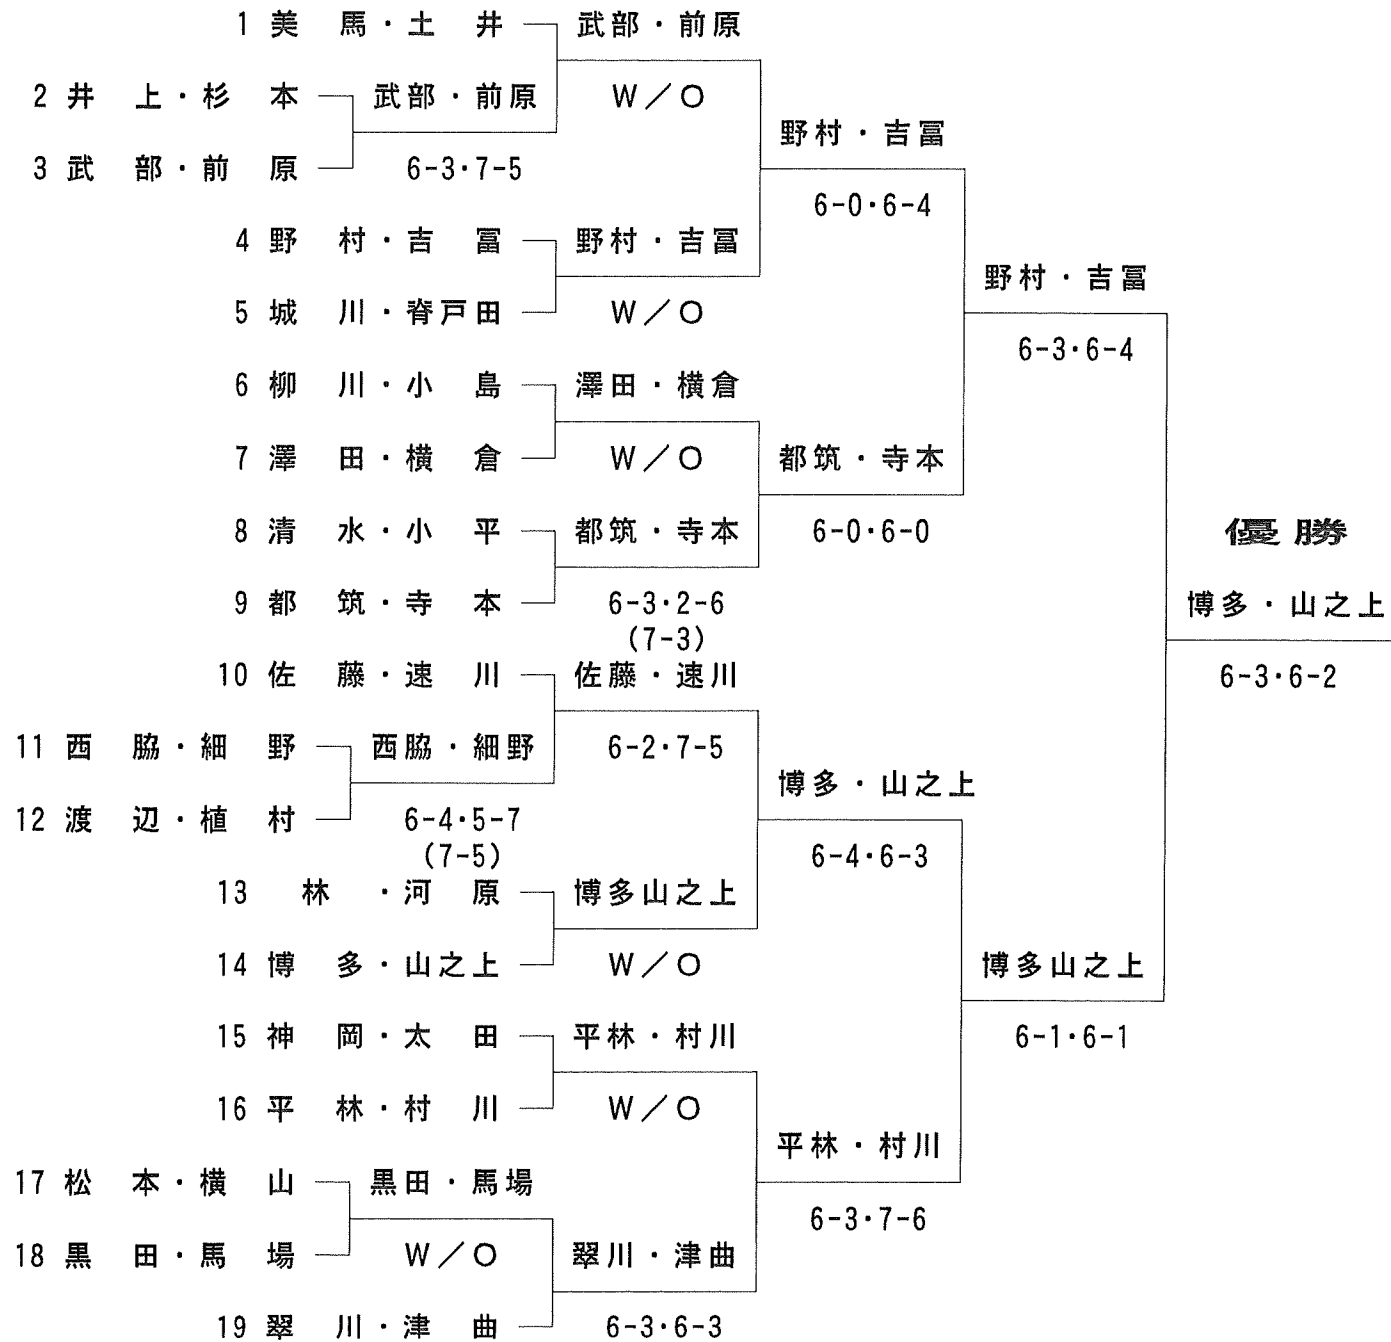 1 美馬・土井 武部・前原
2 井上・杉本 武部・前原 W/O
野村・吉冨
3 武部・前原 6-3・7-5
6-0・6-4
4 野村・吉冨 野村・吉冨
野村・吉冨
5 城川・脊戸田 W/O
6-3・6-4
6 柳川・小島 澤田・横倉
7 澤田・横倉 W/O 都筑・寺本
8 清水・小平 都筑・寺本 6-0・6-0 優勝
9 都筑・寺本 6-3・2-6 博多・山之上
(7-3)
10 佐藤・速川 佐藤・速川 6-3・6-2
11 西脇・細野 西脇・細野 6-2・7-5
博多・山之上
12 渡辺・植村 6-4・5-7
(7-5) 6-4・6-3
13 林・河原 博多山之上
14 博多・山之上 W/O 博多山之上
15 神岡・太田 平林・村川 6-1・6-1
16 平林・村川 W/O
平林・村川
17 松本・横山 黒田・馬場
6-3・7-6
18 黒田・馬場 W/O 翠川・津曲
19 翠川・津曲 6-3・6-3